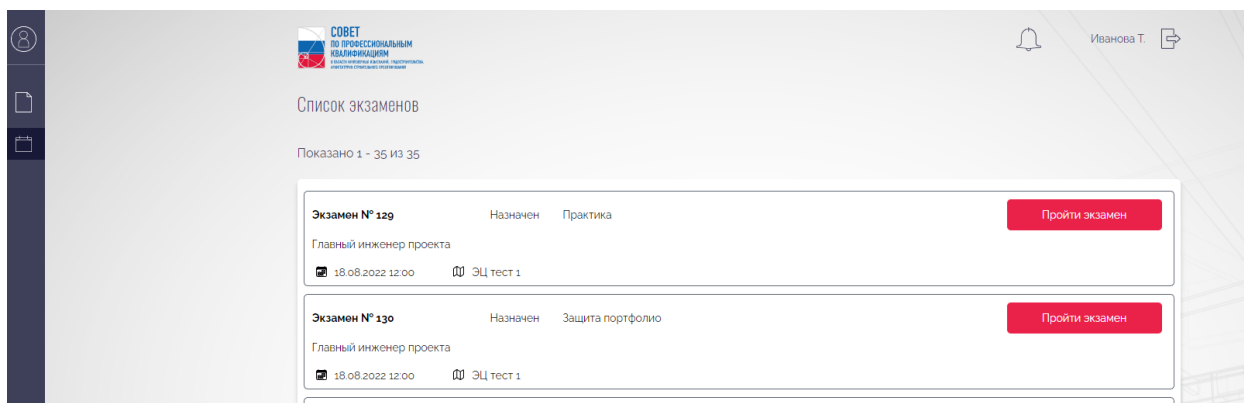 СОВЕТ
ПО ПРОФЕССИОНАЛЬНЫМ
КВАЛИФИКАЦИЯМ
Иванова Т.
Список экзаменов
Показано 1 - 35 из 35
Экзамен № 129 Назначен Практика Пройти экзамен
Главный инженер проекта
18.08.2022 12:00 ЭЦ тест 1
Экзамен № 130 Назначен Защита портфолио Пройти экзамен
Главный инженер проекта
18.08.2022 12:00 ЭЦ тест 1